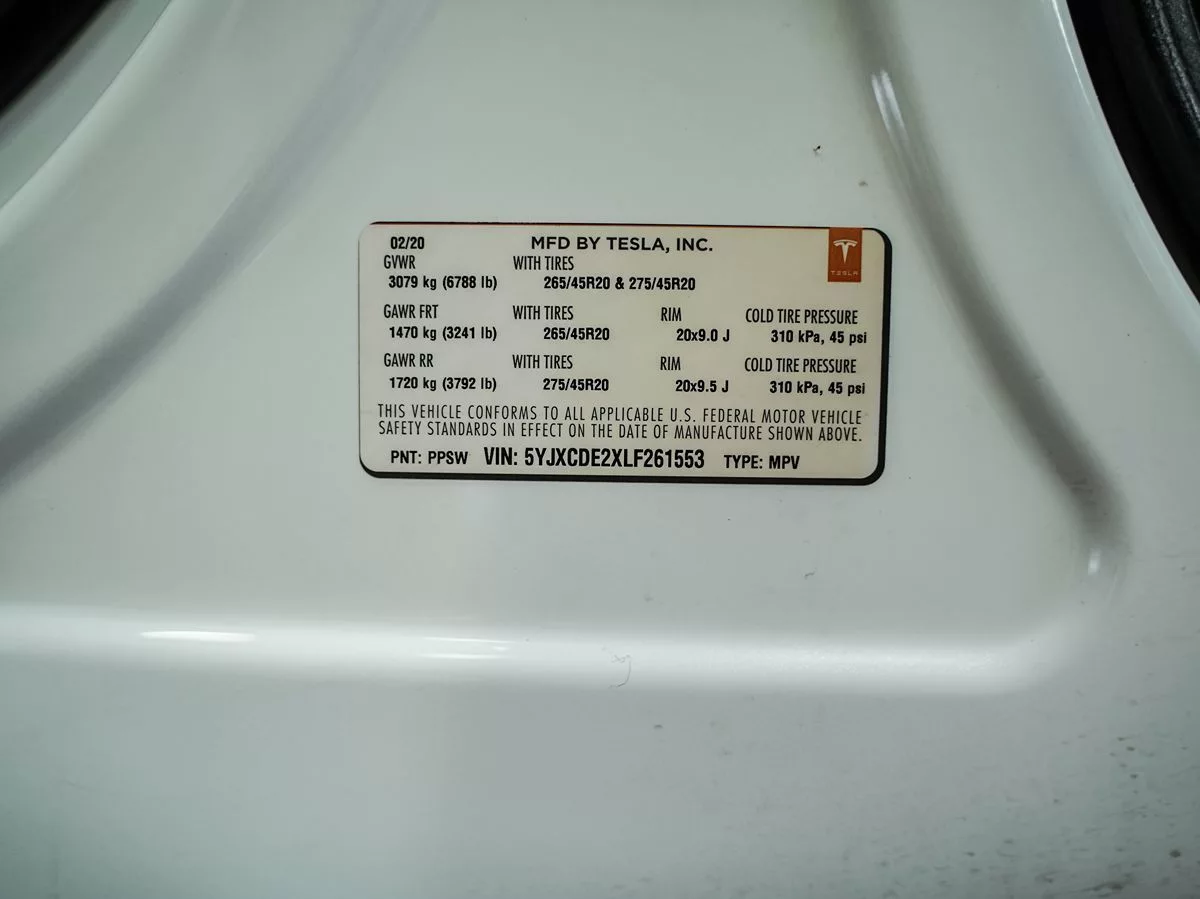 02/20 MFD BY TESLA, INC.
GVWR WITH TIRES
3079 kg (6788 lb) 265/45R20 & 275/45R20
TESLA
GAWR FRT WITH TIRES RIM COLD TIRE PRESSURE
1470 kg (3241 lb) 265/45R20 20x9.0 J 310 kPa, 45 psi
GAWR RR WITH TIRES RIM COLD TIRE PRESSURE
1720 kg (3792 lb) 275/45R20 20x9.5 J 310 kPa, 45 psi
THIS VEHICLE CONFORMS TO ALL APPLICABLE U.S. FEDERAL MOTOR VEHICLE
SAFETY STANDARDS IN EFFECT ON THE DATE OF MANUFACTURE SHOWN ABOVE.
PNT: PPSW VIN: 5YJXCDE2XLF261553 TYPE: MPV